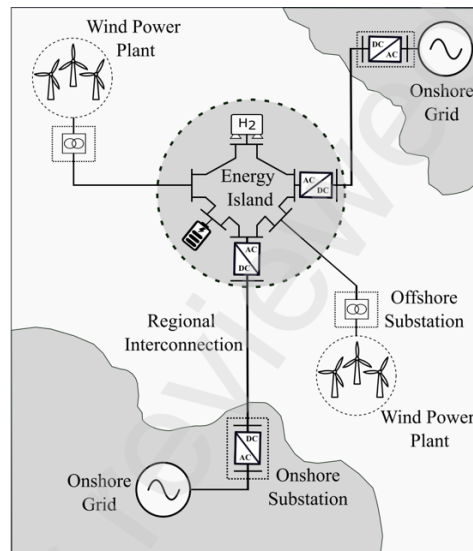 Wind Power
Plant
DC
AC
Onshore
Grid
H2
Energy
Island
AC
DC
AC
DC
Regional
Interconnection
Offshore
Substation
Wind Power
Plant
DC
AC
Onshore
Grid
Onshore
Substation
reviewe